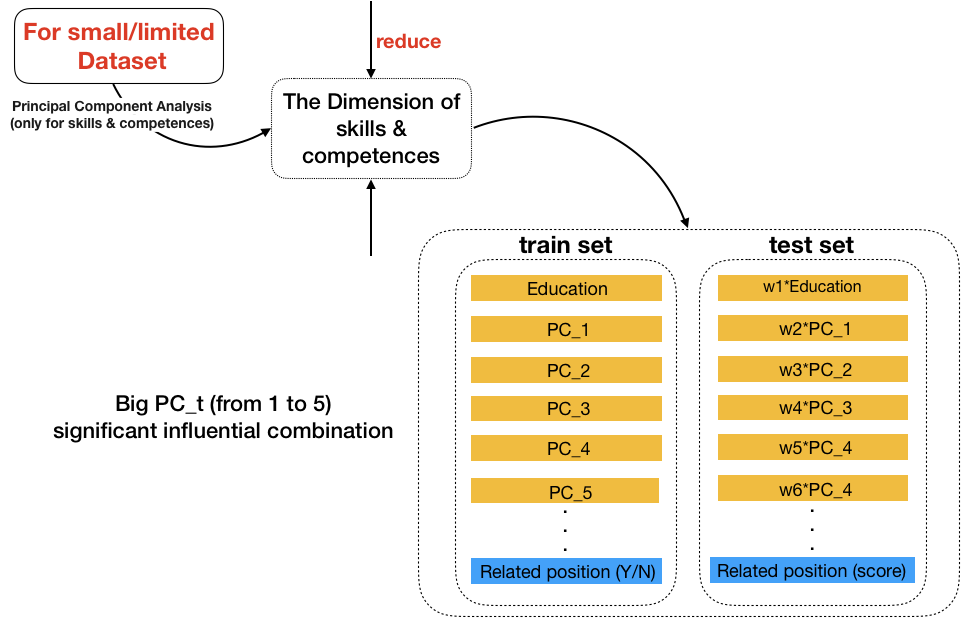 For small/limited
Dataset
reduce
Principal Component Analysis
(only for skills & competences)
The Dimension of
skills &
competences
train set
Education
PC_1
PC_2
PC_3
PC_4
PC_5
.
.
.
Related position (Y/N)
test set
w1*Education
w2*PC_1
w3*PC_2
w4*PC_3
w5*PC_4
w6*PC_4
.
.
.
Related position (score)
Big PC_t (from 1 to 5)
significant influential combination